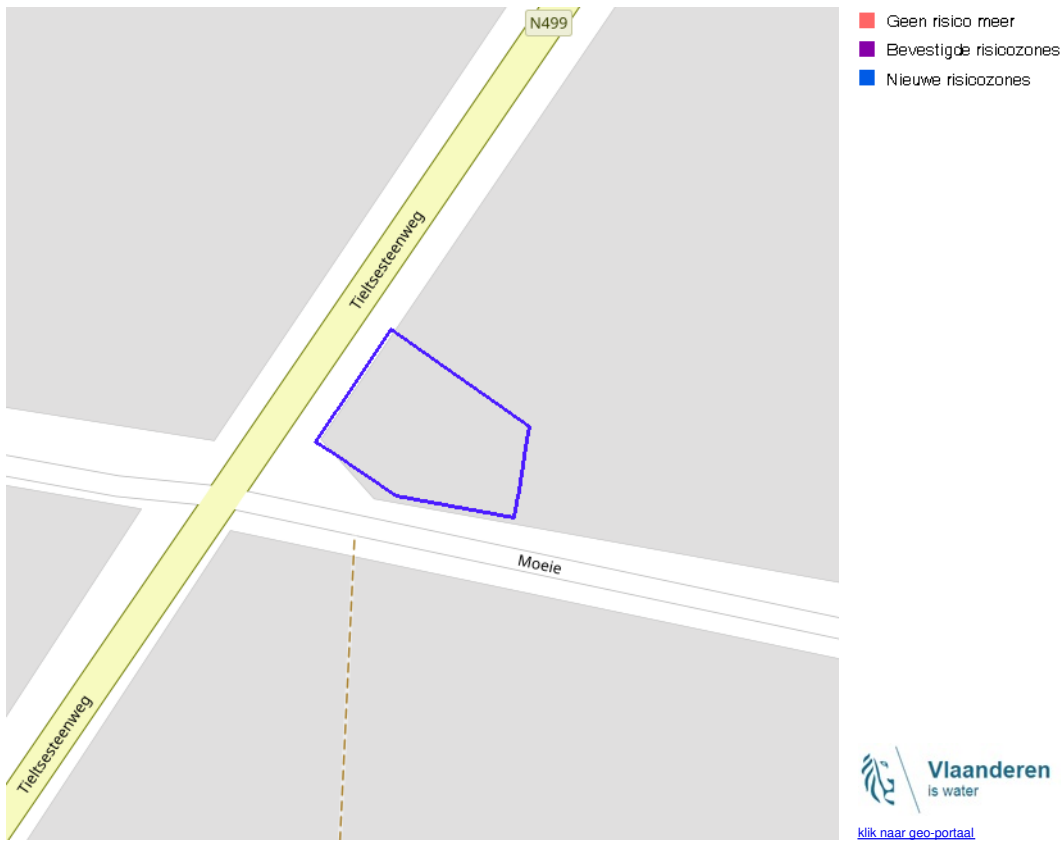 N499
Tieltsesteenweg
Moeie
Tieltsesteenweg
Geen risico meer
Bevestigde risicozones
Nieuwe risicozones
Vlaanderen
is water
klik naar geo-portaal